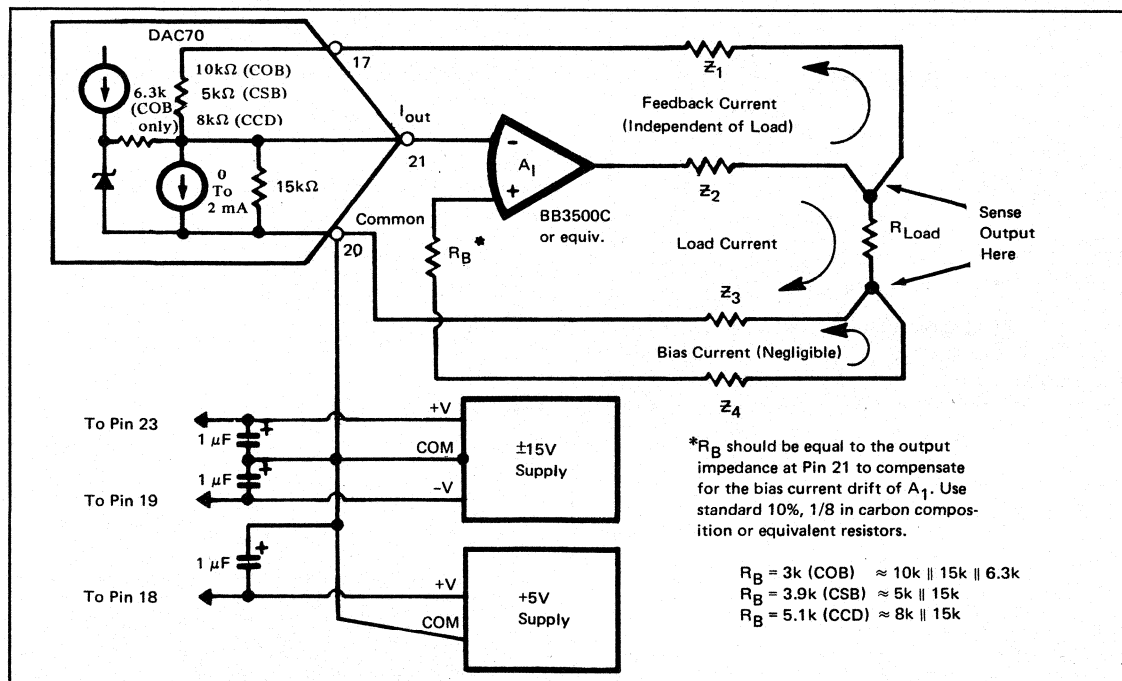 DAC70
17
10kΩ (COB)
5kΩ (CSB)
8kΩ (CCD)
6.3k
(COB
only)
I out
21
0
To
2 mA
15kΩ
Common
20
-
A1
+
BB3500C
or equiv.
RB*
Z1
Feedback Current
(Independent of Load)
Z2
Load Current
RLoad
Sense
Output
Here
Z3
Bias Current (Negligible)
Z4
To Pin 23
1 µF
+
+V
COM
±15V
Supply
1 µF
+
To Pin 19
–V
1 µF
+
To Pin 18
+V
+5V
Supply
COM
*RB should be equal to the output
impedance at Pin 21 to compensate
for the bias current drift of A1. Use
standard 10%, 1/8 in carbon compos-
ition or equivalent resistors.
RB = 3k (COB) ≈ 10k || 15k || 6.3k
RB = 3.9k (CSB) ≈ 5k || 15k
RB = 5.1k (CCD) ≈ 8k || 15k